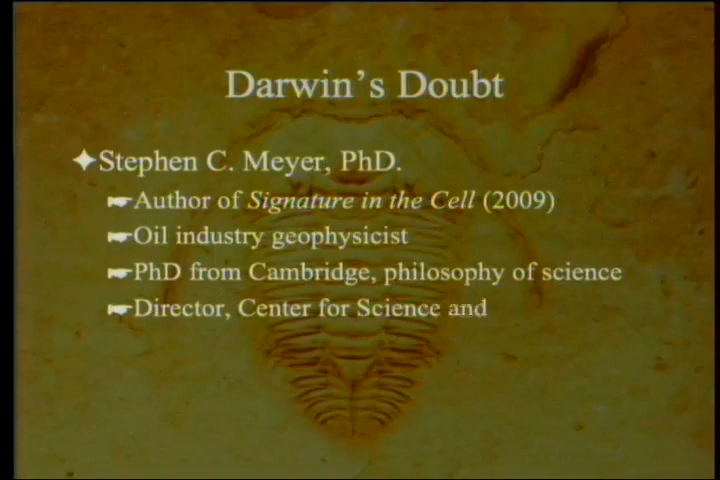 Darwin's Doubt
Stephen C. Meyer, PhD.
Author of Signature in the Cell (2009)
Oil industry geophysicist
PhD from Cambridge, philosophy of science
Director, Center for Science and